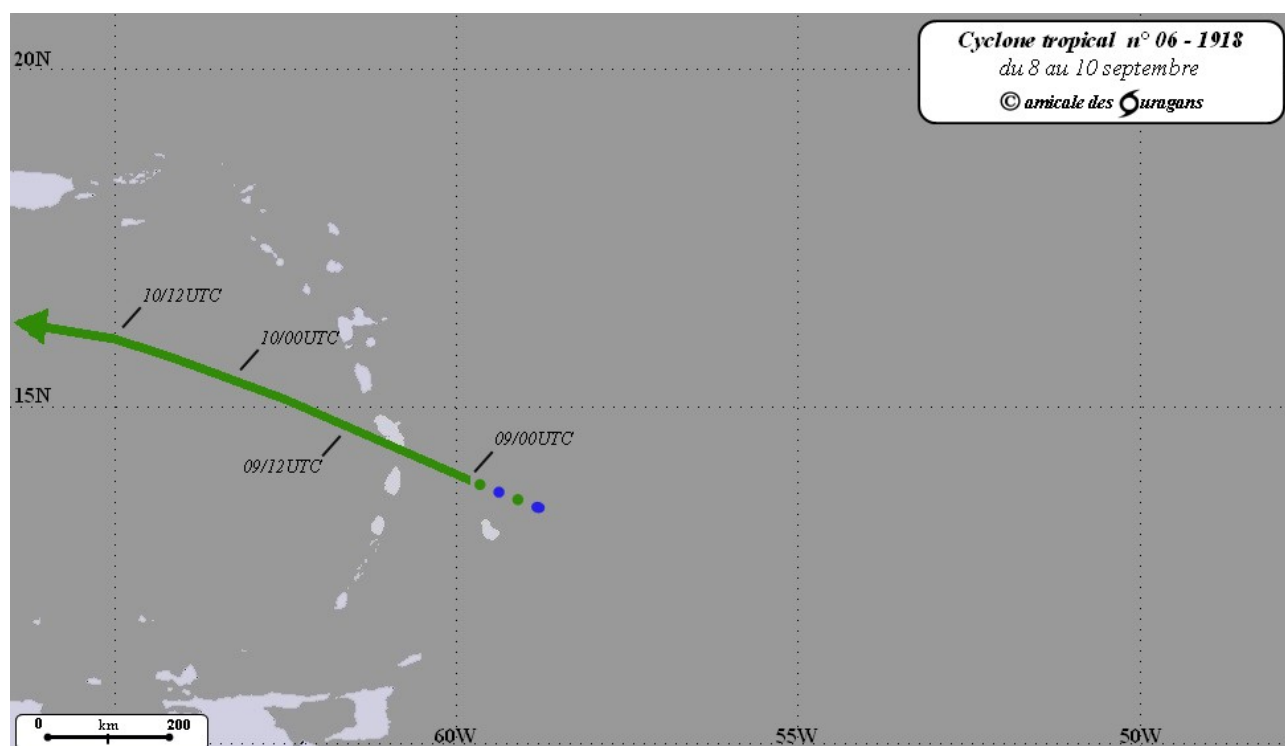 Cyclone tropical n° 06 - 1918
du 8 au 10 septembre
© amicale des Ouragans
20N
10/12UTC
10/00UTC
15N
09/00UTC
09/12UTC
0 km 200
60W
55W
50W